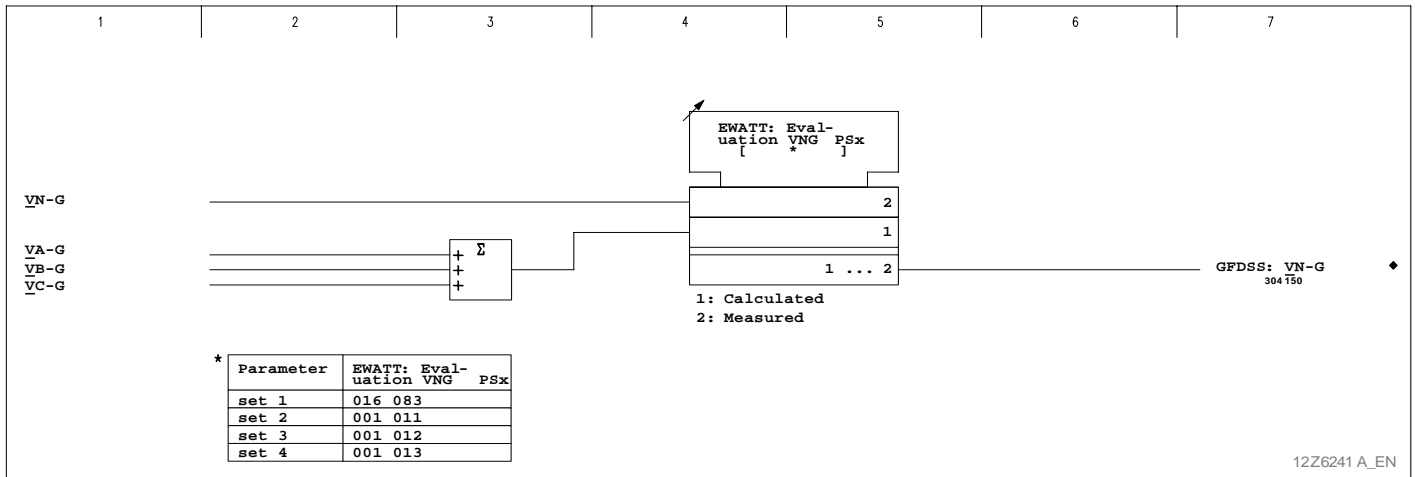 1 2 3 4 5 6 7
EWATT: Eval-
uation VNG PSx
[ * ]
VN-G
2
1
VA-G
VB-G
VC-G
+ Σ
+
+
1 ... 2
GFDSS: VN-G
304 150
1: Calculated
2: Measured
*
Parameter EWATT: Eval-
uation VNG PSx
set 1 016 083
set 2 001 011
set 3 001 012
set 4 001 013
12Z6241 A_EN